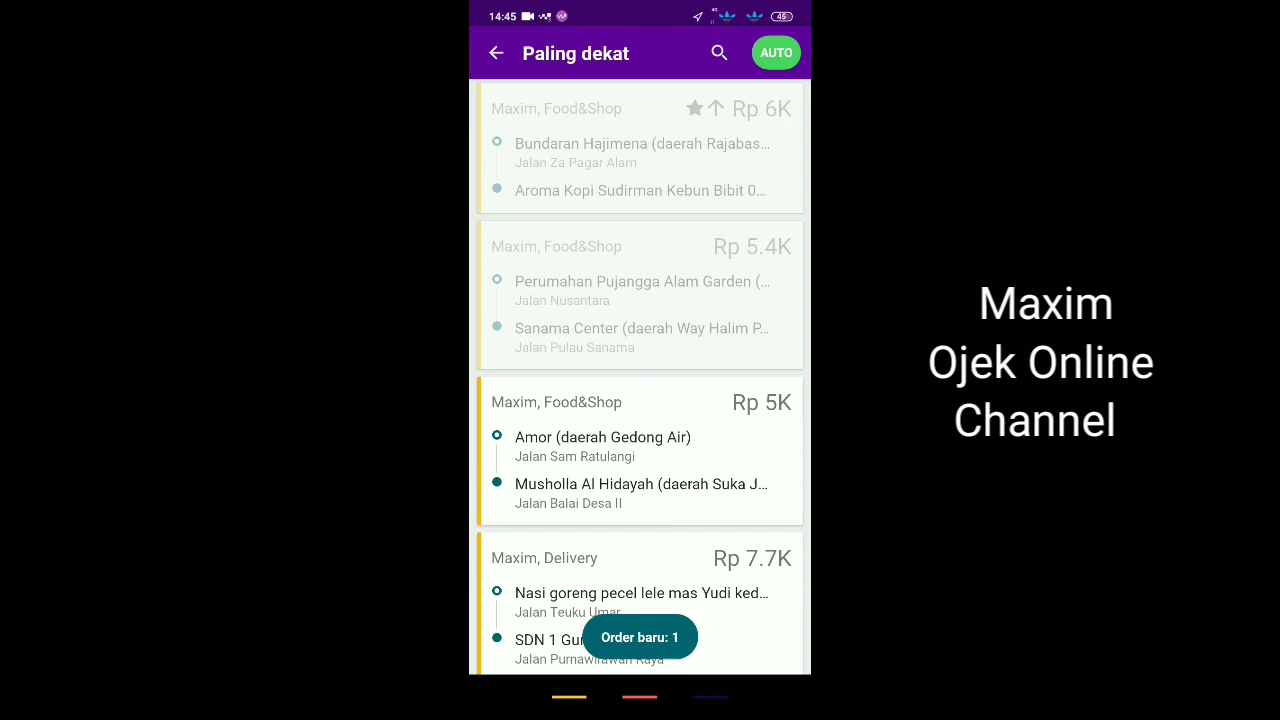 14:45
4G
45
Paling dekat
AUTO
Maxim, Food&Shop
Rp 6K
Bundaran Hajimena (daerah Rajabas...
Jalan Za Pagar Alam
Aroma Kopi Sudirman Kebun Bibit 0...
Maxim, Food&Shop
Rp 5.4K
Perumahan Pujangga Alam Garden (...
Jalan Nusantara
Sanama Center (daerah Way Halim P...
Jalan Pulau Sanama
Maxim, Food&Shop
Rp 5K
Amor (daerah Gedong Air)
Jalan Sam Ratulangi
Musholla Al Hidayah (daerah Suka J...
Jalan Balai Desa II
Maxim, Delivery
Rp 7.7K
Nasi goreng pecel lele mas Yudi ked...
Jalan Teuku Umar
SDN 1
Order baru: 1
Jalan Purnawirawan Raya
Maxim
Ojek Online
Channel